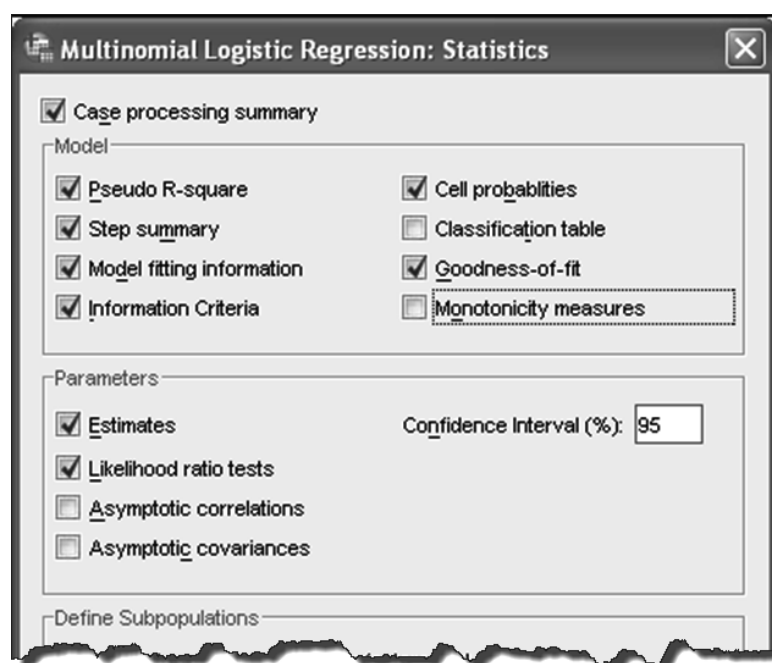 Multinomial Logistic Regression: Statistics
Case processing summary
Model
Pseudo R-square
Step summary
Model fitting information
Information Criteria
Cell probablities
Classification table
Goodness-of-fit
Monotonicity measures
Parameters
Estimates
Likelihood ratio tests
Asymptotic correlations
Asymptotic covariances
Confidence Interval (%): 95
Define Subpopulations